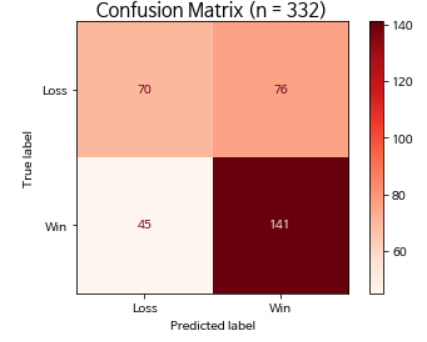 Confusion Matrix (n = 332)
140
Loss 70 76
120
100
True label
80
Win 45 141
60
Loss Win
Predicted label